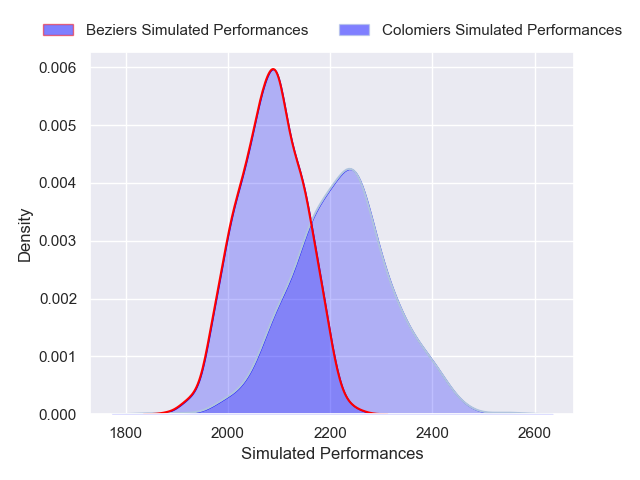 Beziers Simulated Performances
Colomiers Simulated Performances
0.006
0.005
0.004
0.003
0.002
0.001
0.000
Density
1800 2000 2200 2400 2600
Simulated Performances